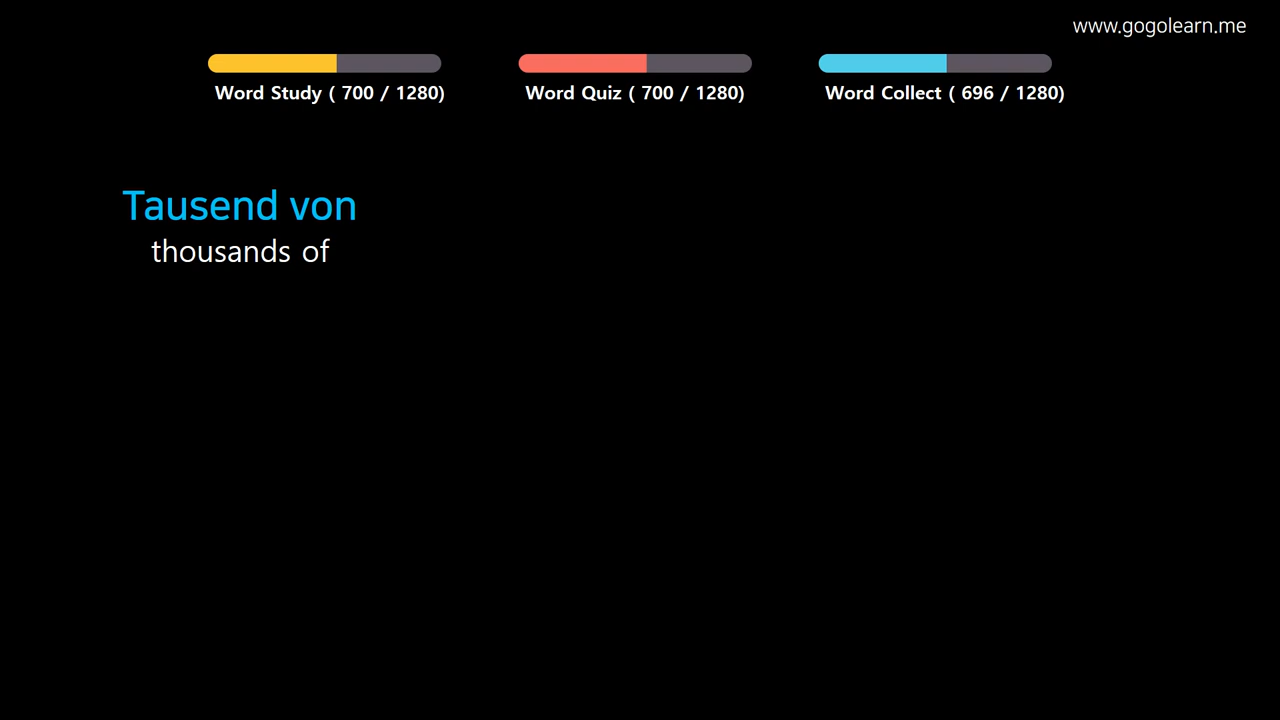 www.gogolearn.me
Word Study ( 700 / 1280)
Word Quiz ( 700 / 1280)
Word Collect ( 696 / 1280)
Tausend von
thousands of